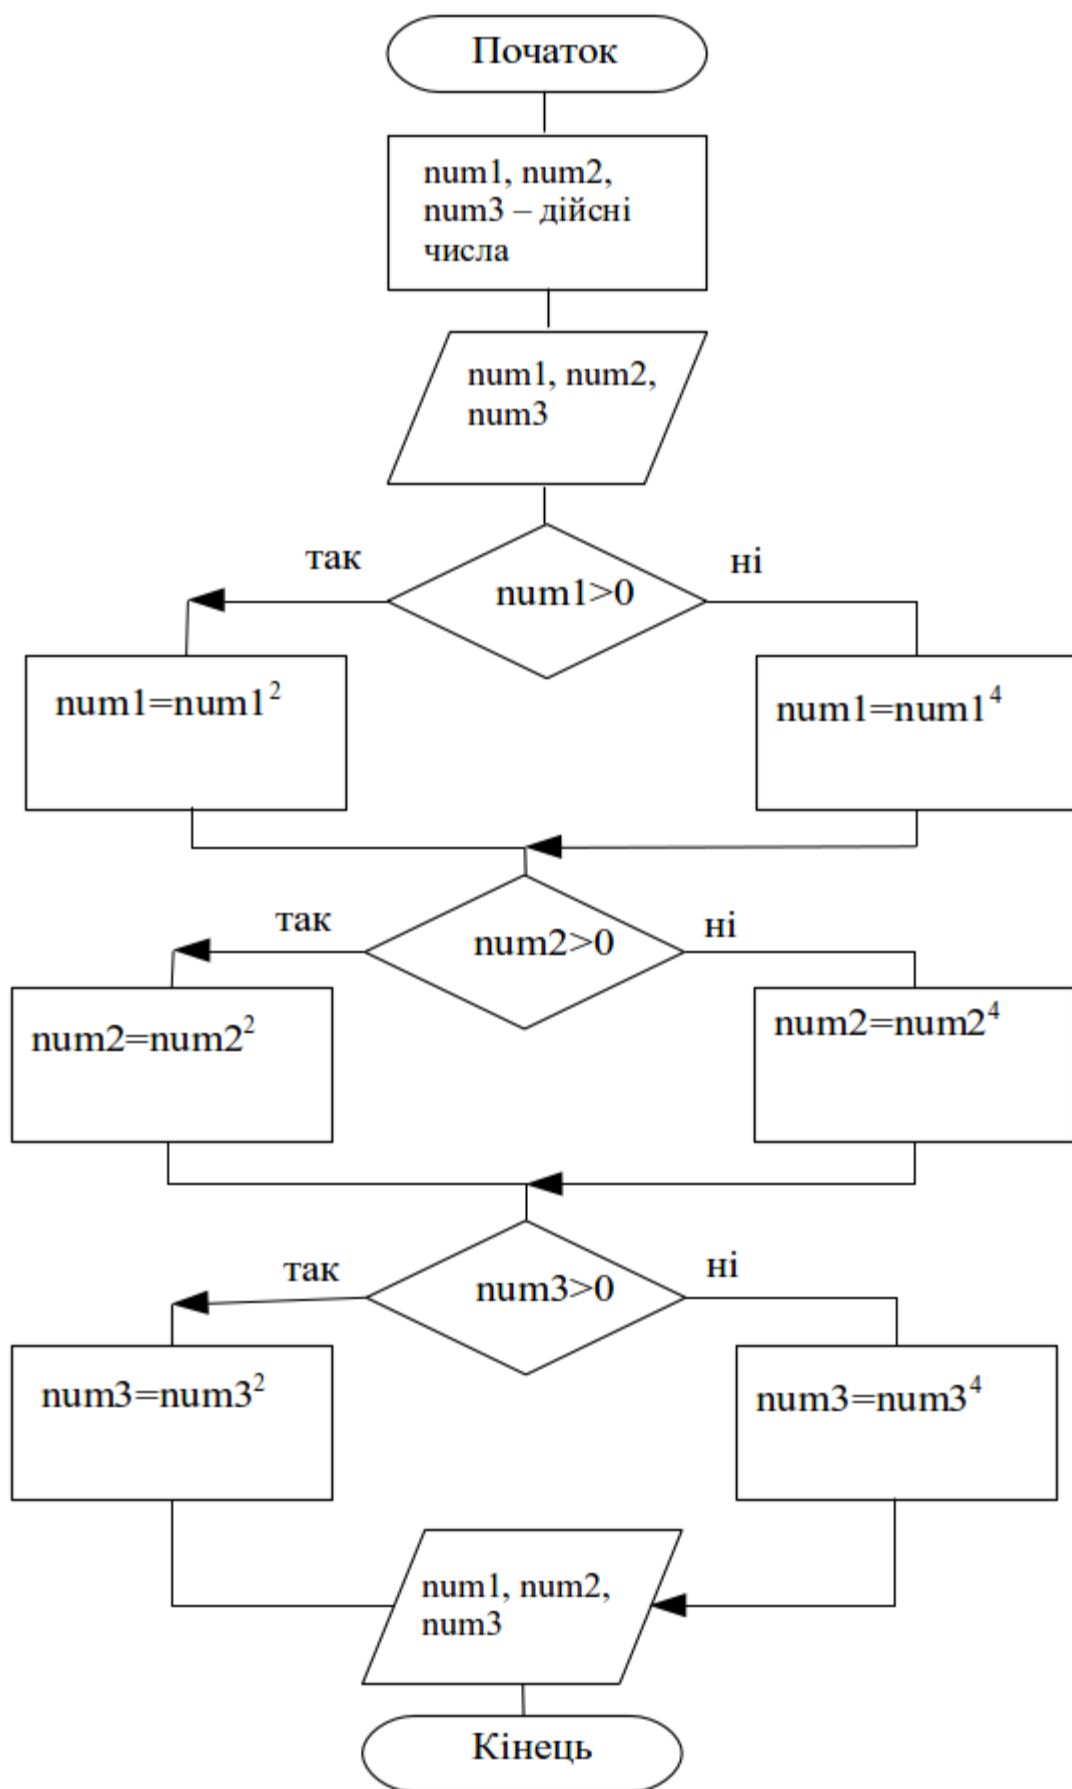 Початок
num1, num2,
num3 – дійсні
числа
num1, num2,
num3
так
ні
num1>0
num1=num1²
num1=num1⁴
так
ні
num2>0
num2=num2²
num2=num2⁴
так
ні
num3>0
num3=num3²
num3=num3⁴
num1, num2,
num3
Кінець